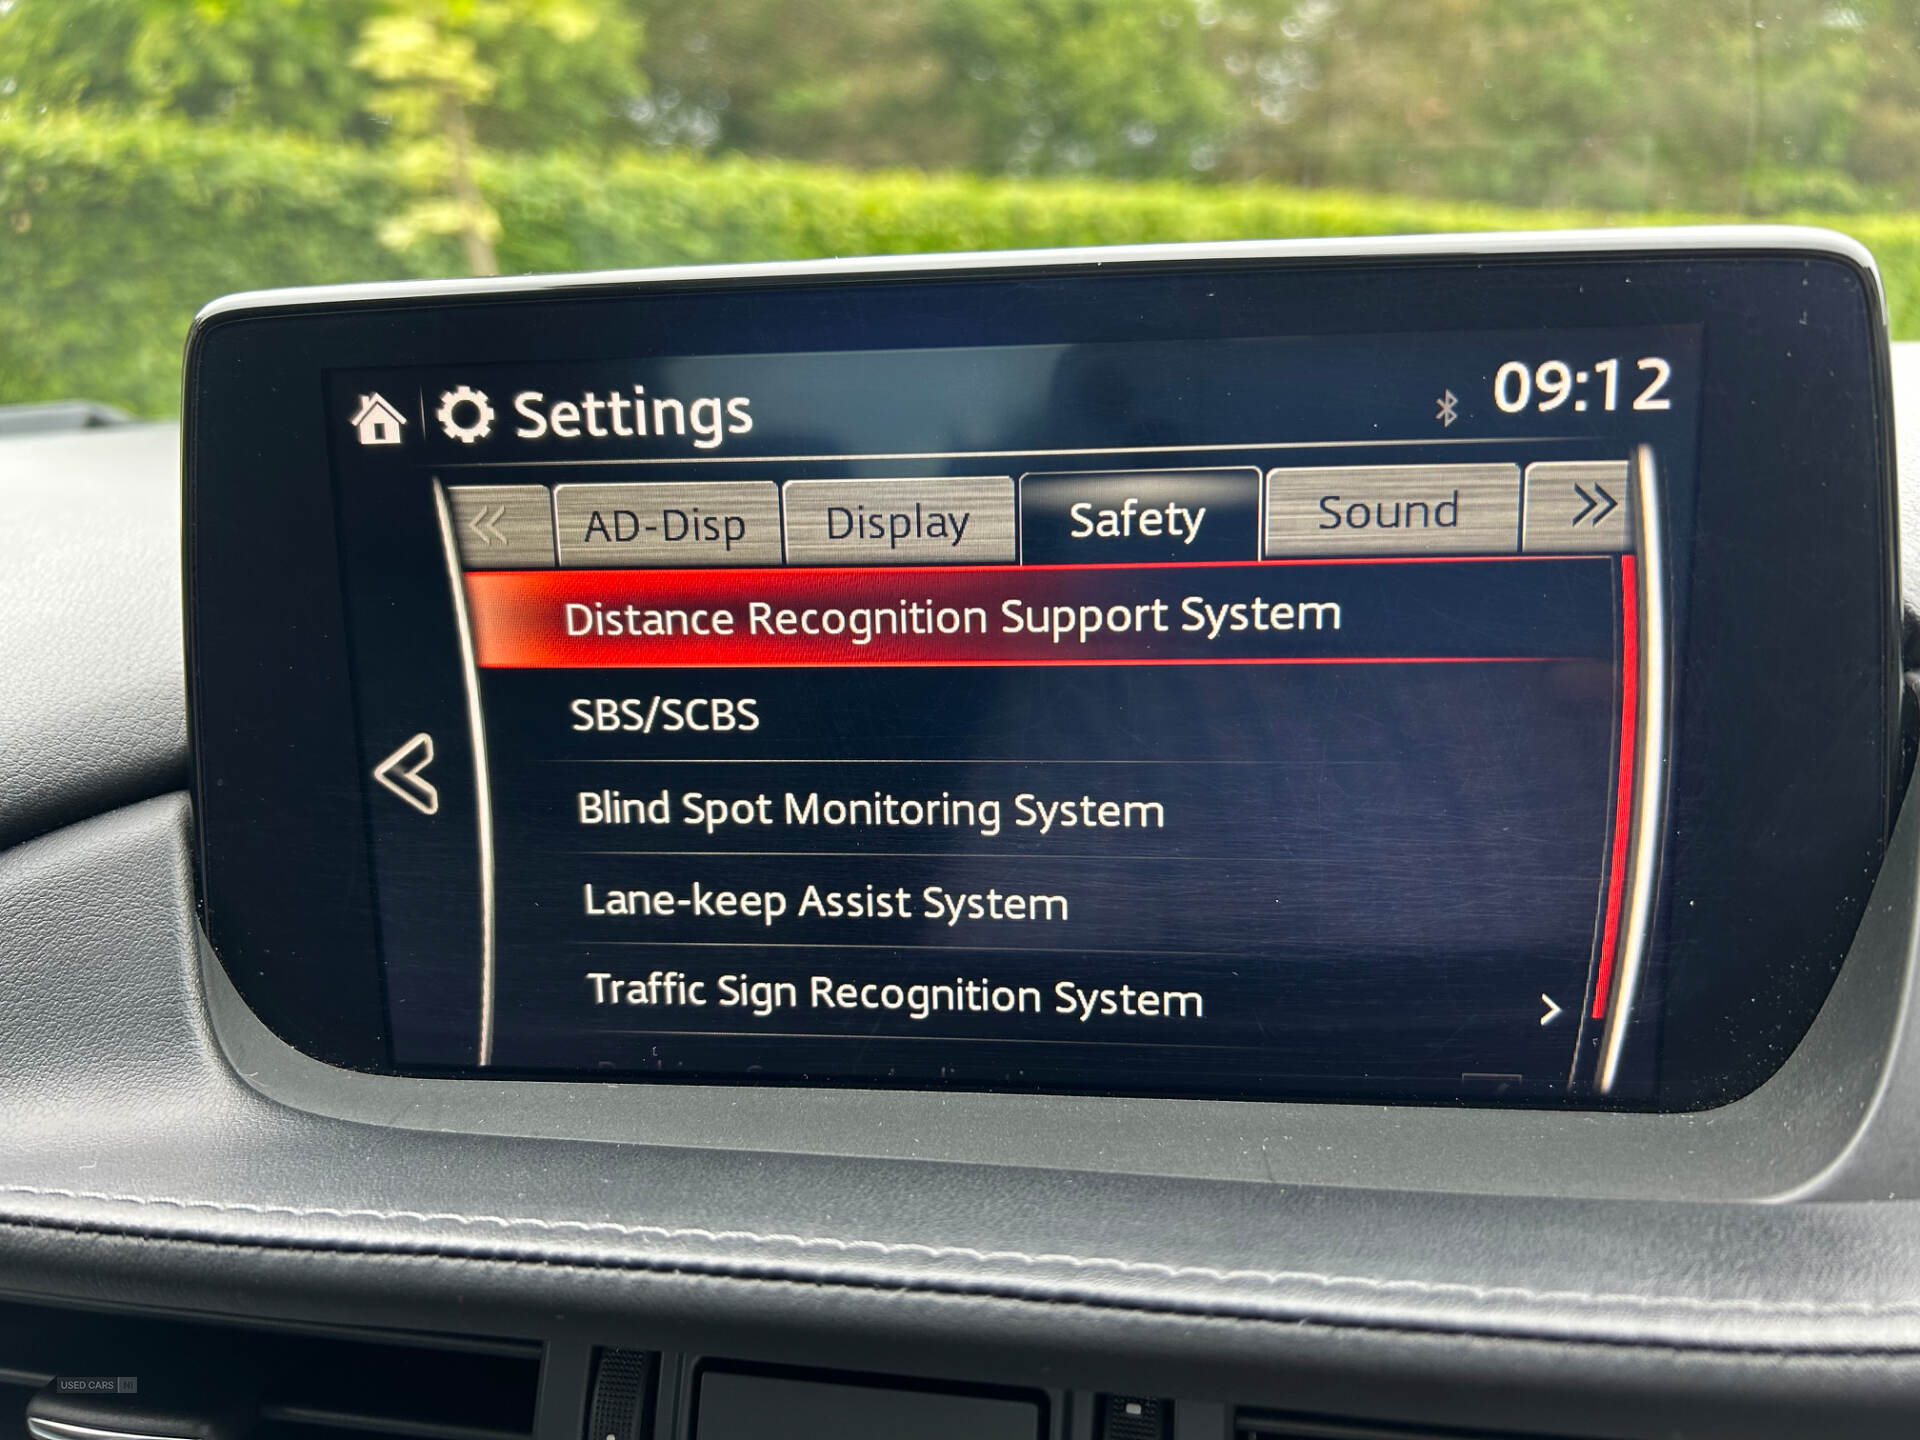 Settings
09:12
AD-Disp
Display
Safety
Sound
Distance Recognition Support System
SBS/SCBS
Blind Spot Monitoring System
Lane-keep Assist System
Traffic Sign Recognition System
USED CARS NI